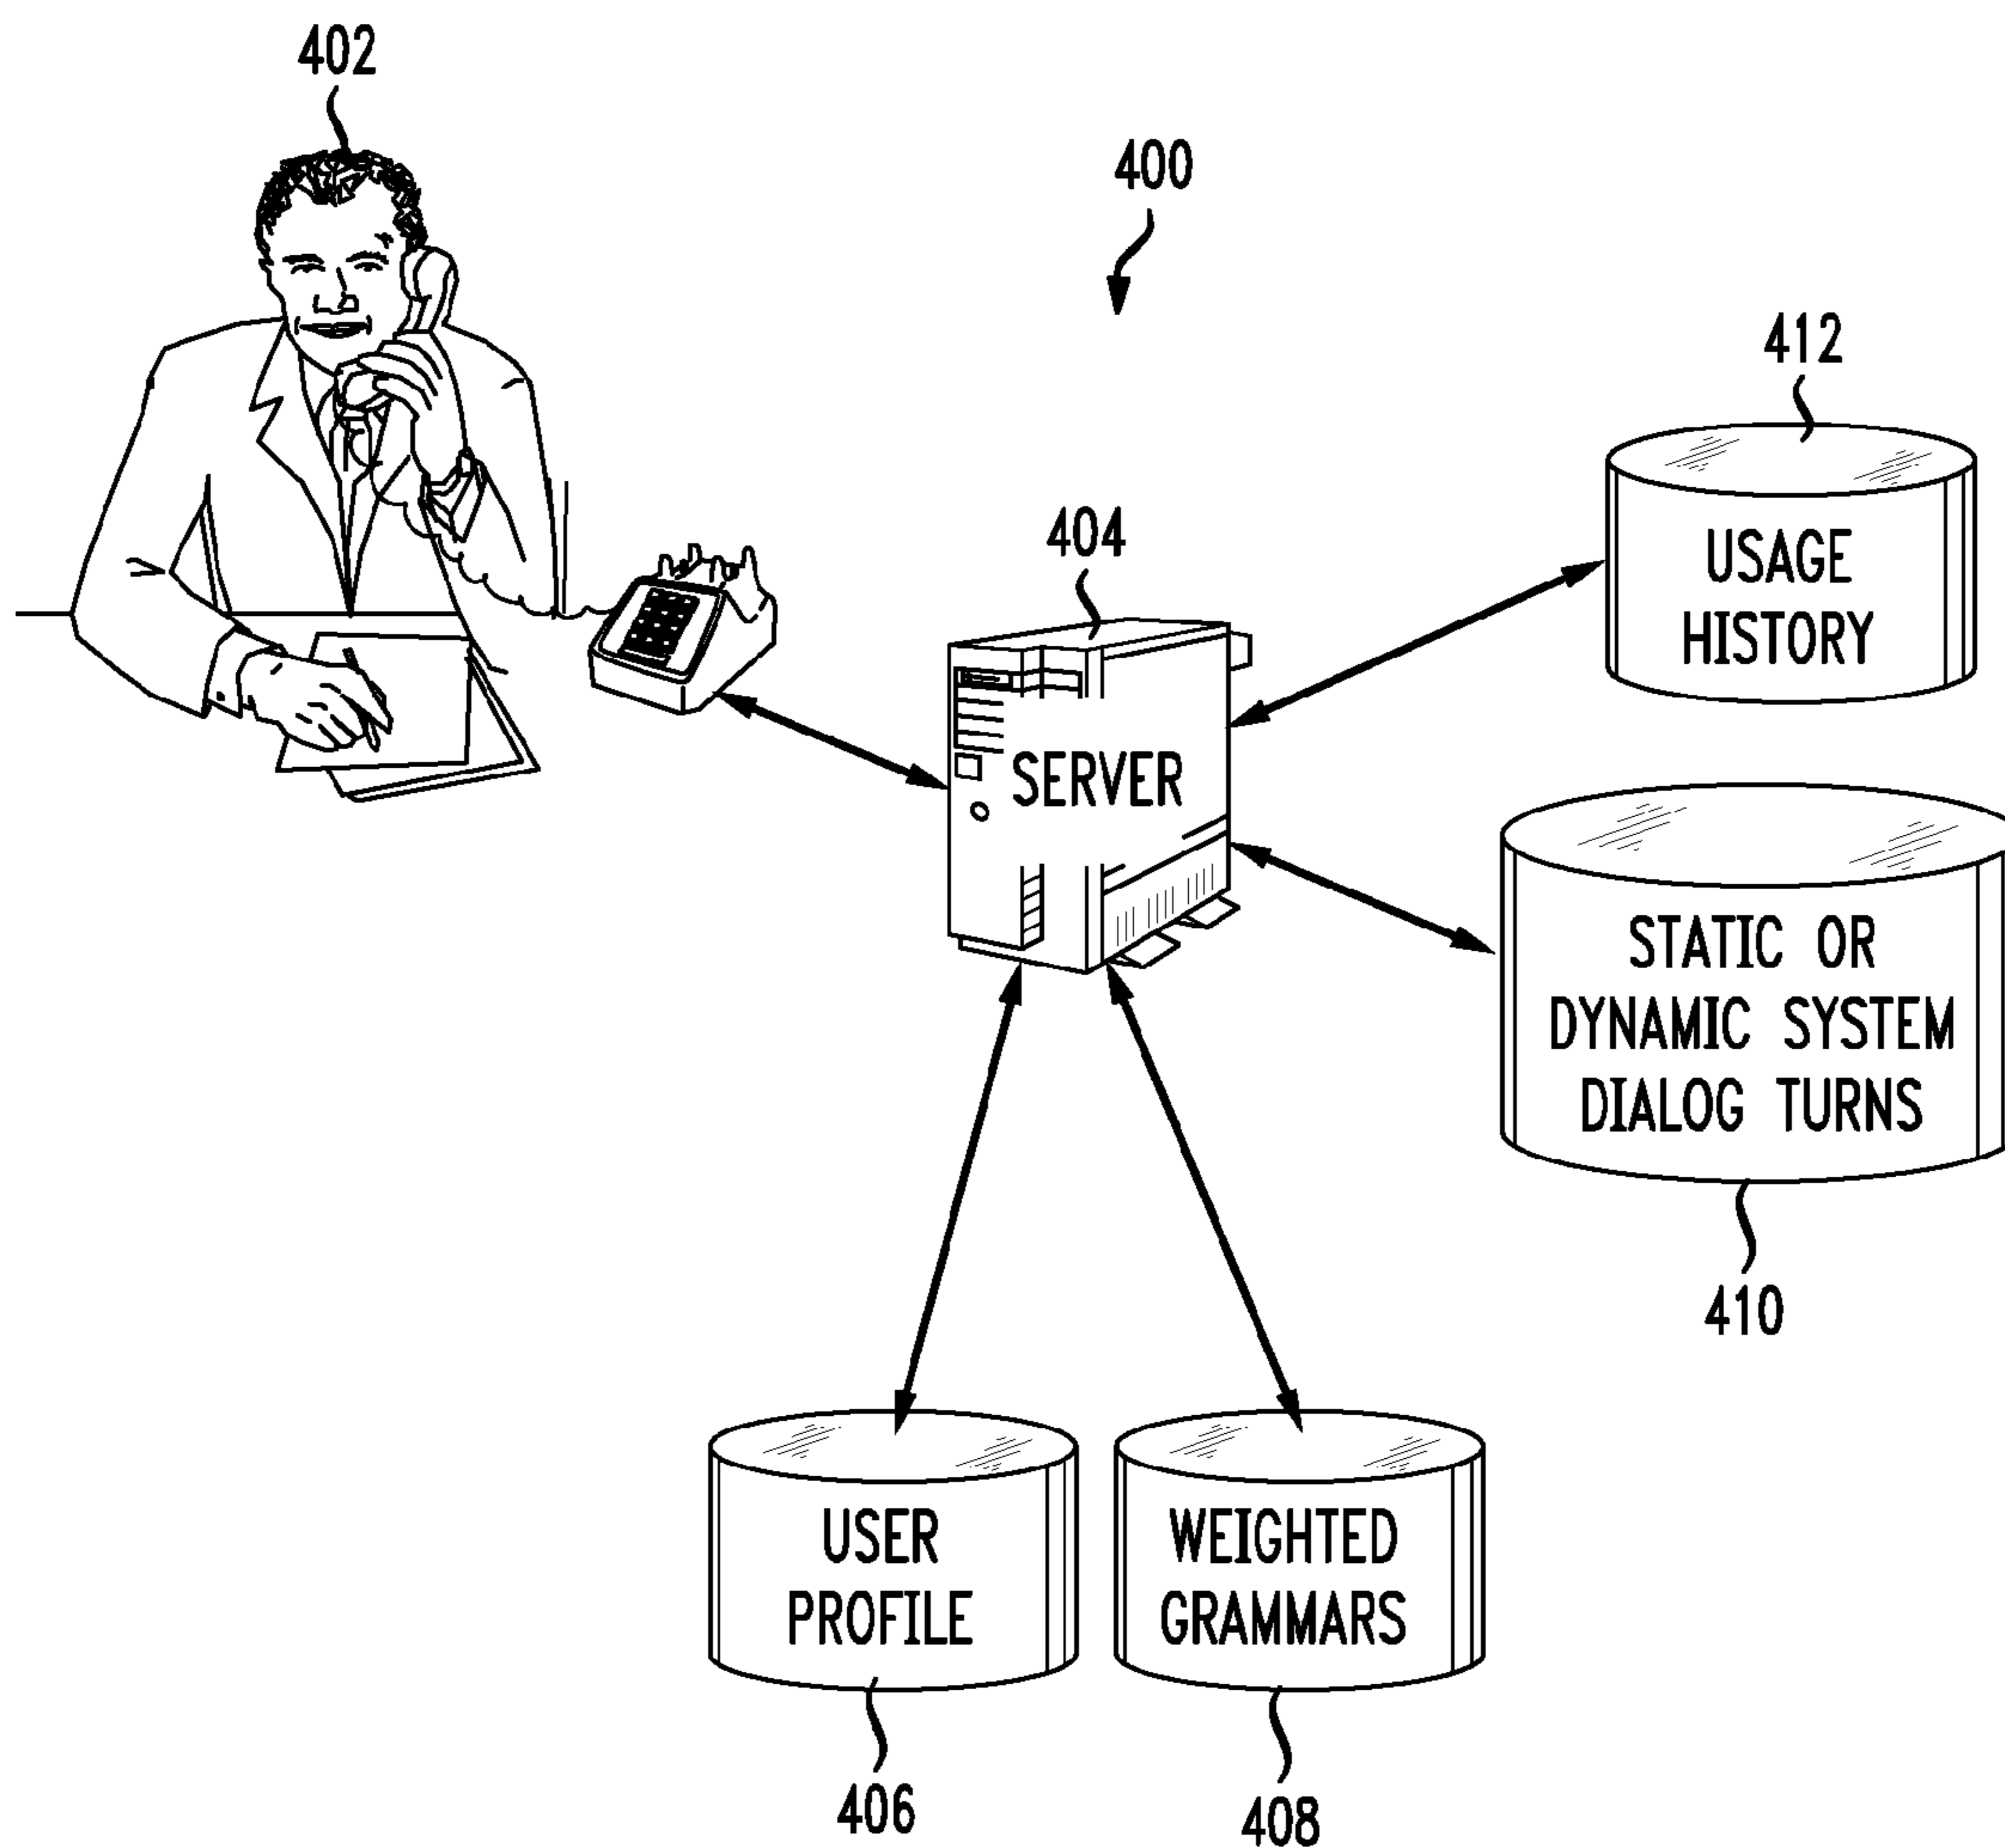 402
400
412
USAGE
HISTORY
404
SERVER
STATIC OR
DYNAMIC SYSTEM
DIALOG TURNS
410
USER
PROFILE
WEIGHTED
GRAMMARS
406
408